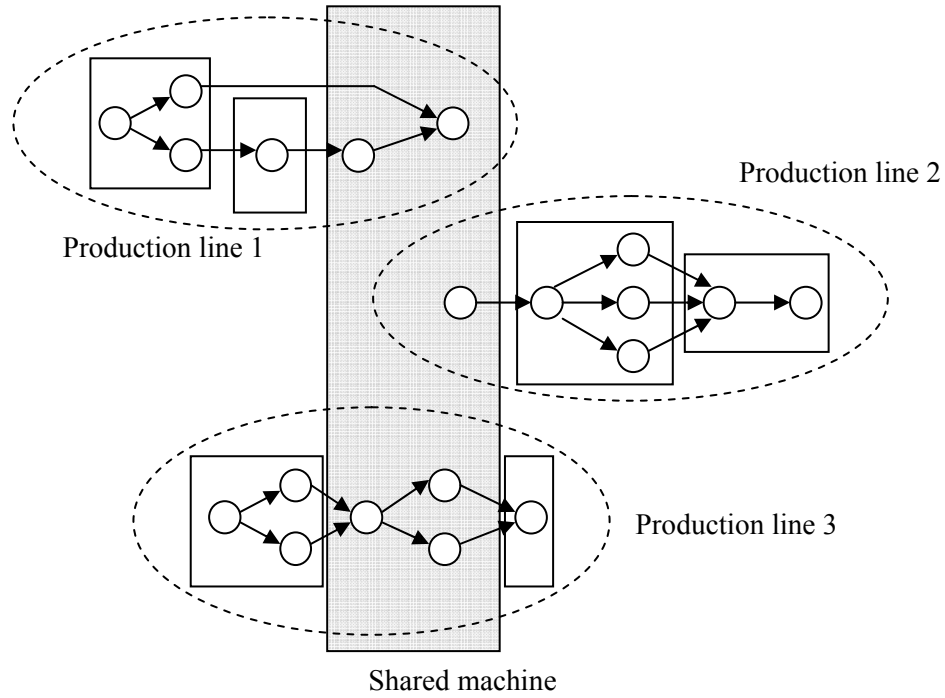 Production line 2
Production line 1
Production line 3
Shared machine